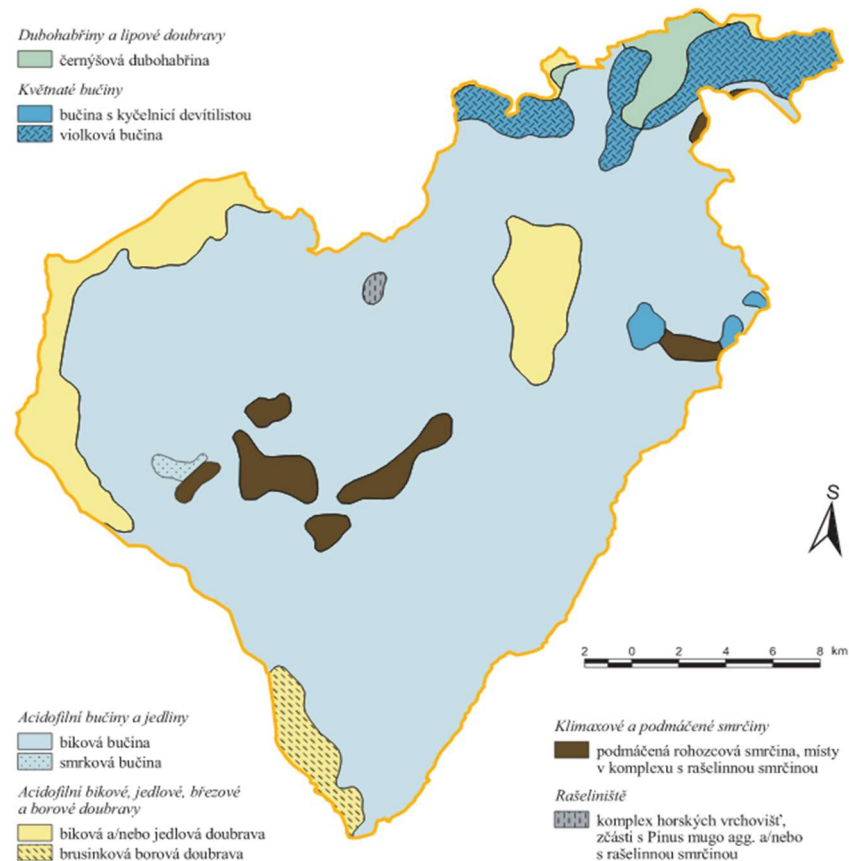 Dubohabřiny a lipové doubravy
černýšová dubohabřina
Květnaté bučiny
bučina s kyčelnicí devítilistou
violková bučina
S
2 0 2 4 6 8 km
Acidofilní bučiny a jedliny
biková bučina
smrková bučina
Acidofilní bikové, jedlové, březové
a borové doubravy
biková a/nebo jedlová doubrava
brusinková borová doubrava
Klimaxové a podmáčené smrčiny
podmáčená rohozcová smrčina, místy
v komplexu s rašelinnou smrčinou
Rašeliniště
komplex horských vrchovišť,
zčásti s Pinus mugo agg. a/nebo
s rašelinnou smrčinou